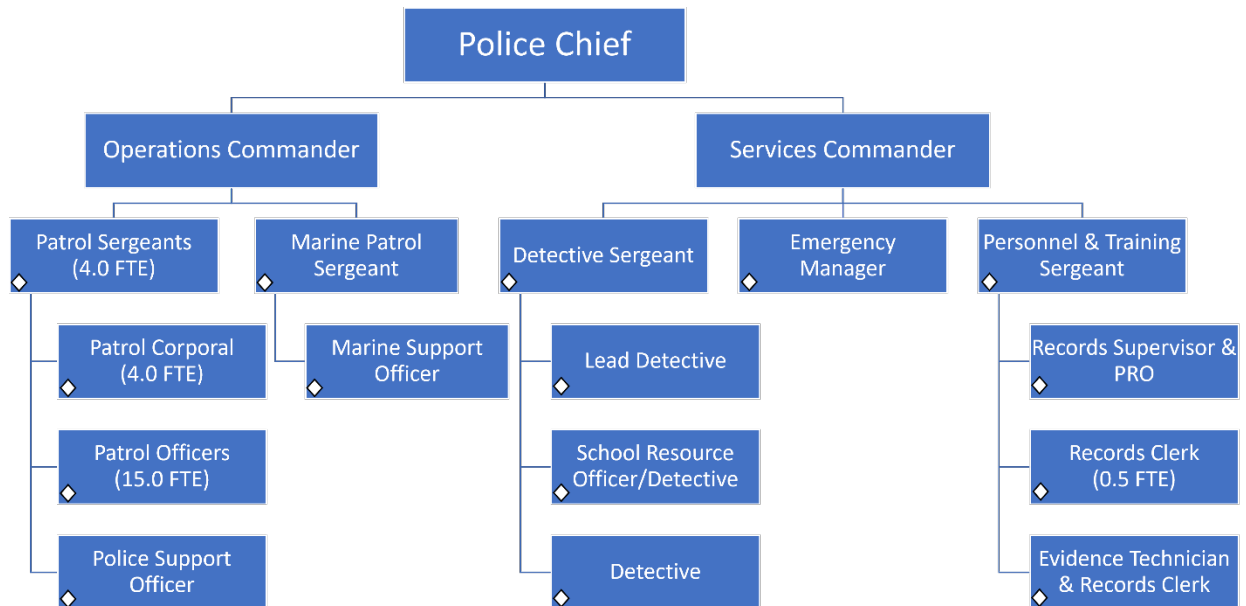 Police Chief
Operations Commander
Services Commander
Patrol Sergeants
(4.0 FTE)
Marine Patrol
Sergeant
Detective Sergeant
Emergency
Manager
Personnel & Training
Sergeant
Patrol Corporal
(4.0 FTE)
Marine Support
Officer
Lead Detective
Records Supervisor &
PRO
Patrol Officers
(15.0 FTE)
School Resource
Officer/Detective
Records Clerk
(0.5 FTE)
Police Support
Officer
Detective
Evidence Technician
& Records Clerk